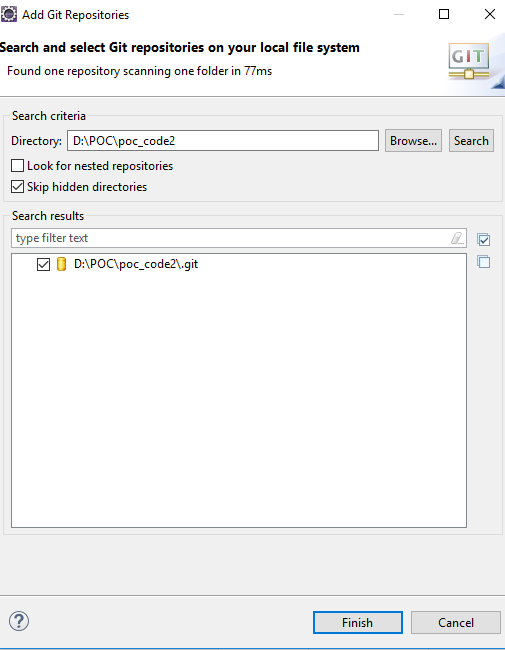 Add Git Repositories
Search and select Git repositories on your local file system
Found one repository scanning one folder in 77ms
GIT
Search criteria
Directory: D:\POC\poc_code2 Browse... Search
Look for nested repositories
Skip hidden directories
Search results
type filter text
D:\POC\poc_code2\.git
? Finish Cancel